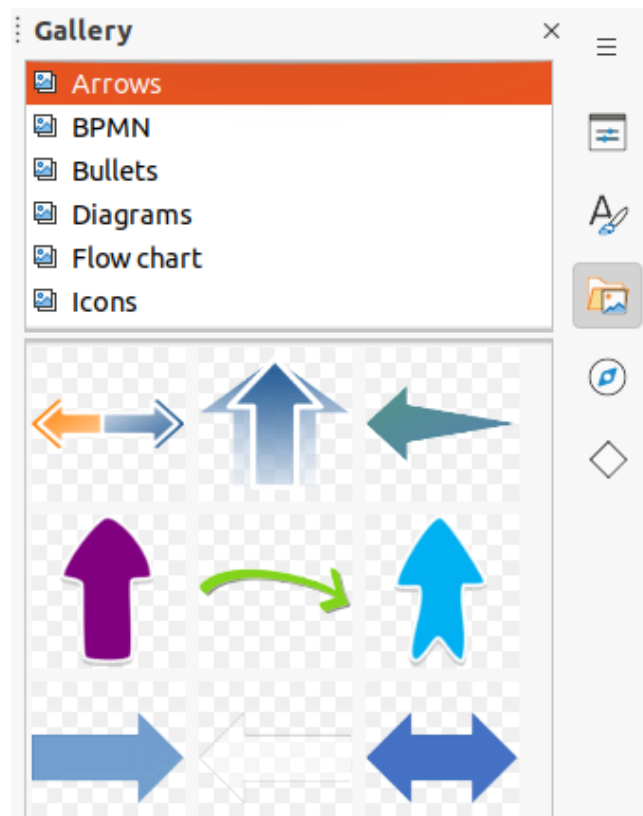 Gallery
Arrows
BPMN
Bullets
Diagrams
Flow chart
Icons